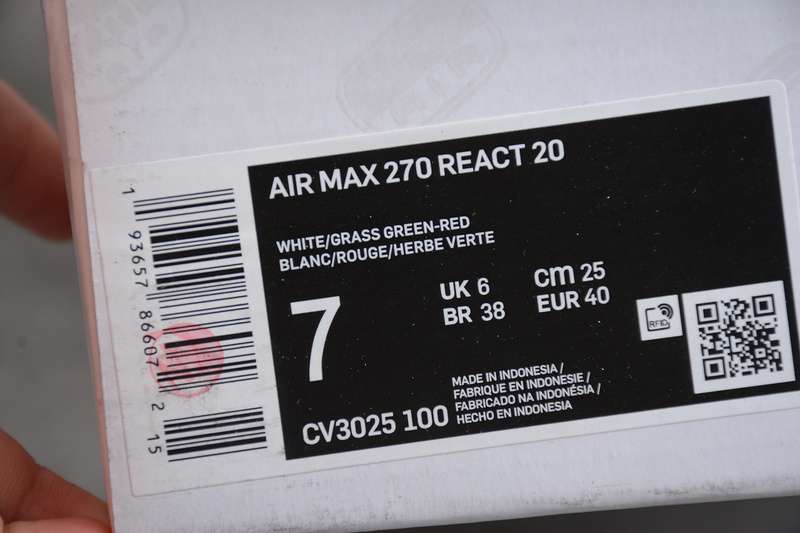 AIR MAX 270 REACT 20
WHITE/GRASS GREEN-RED
BLANC/ROUGE/HERBE VERTE
7
UK 6
BR 38
cm 25
EUR 40
RFID
MADE IN INDONESIA /
FABRIQUE EN INDONESIE /
FABRICADO NA INDONÉSIA /
HECHO EN INDONESIA
CV3025 100
1 93657 86607 2 15